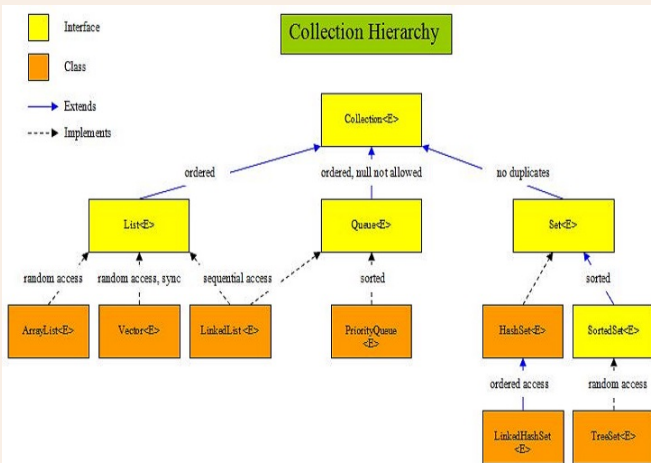 Interface
Collection Hierarchy
Class
Extends
Implements
Collection<E>
ordered
ordered, null not allowed
no duplicates
List<E>
Queue<E>
Set<E>
random access
random access, sync
sequential access
sorted
sorted
ArrayList<E>
Vector<E>
LinkedList<E>
PriorityQueue
<E>
HashSet<E>
SortedSet
<E>
ordered access
random access
LinkedHashSet
<E>
TreeSet<E>